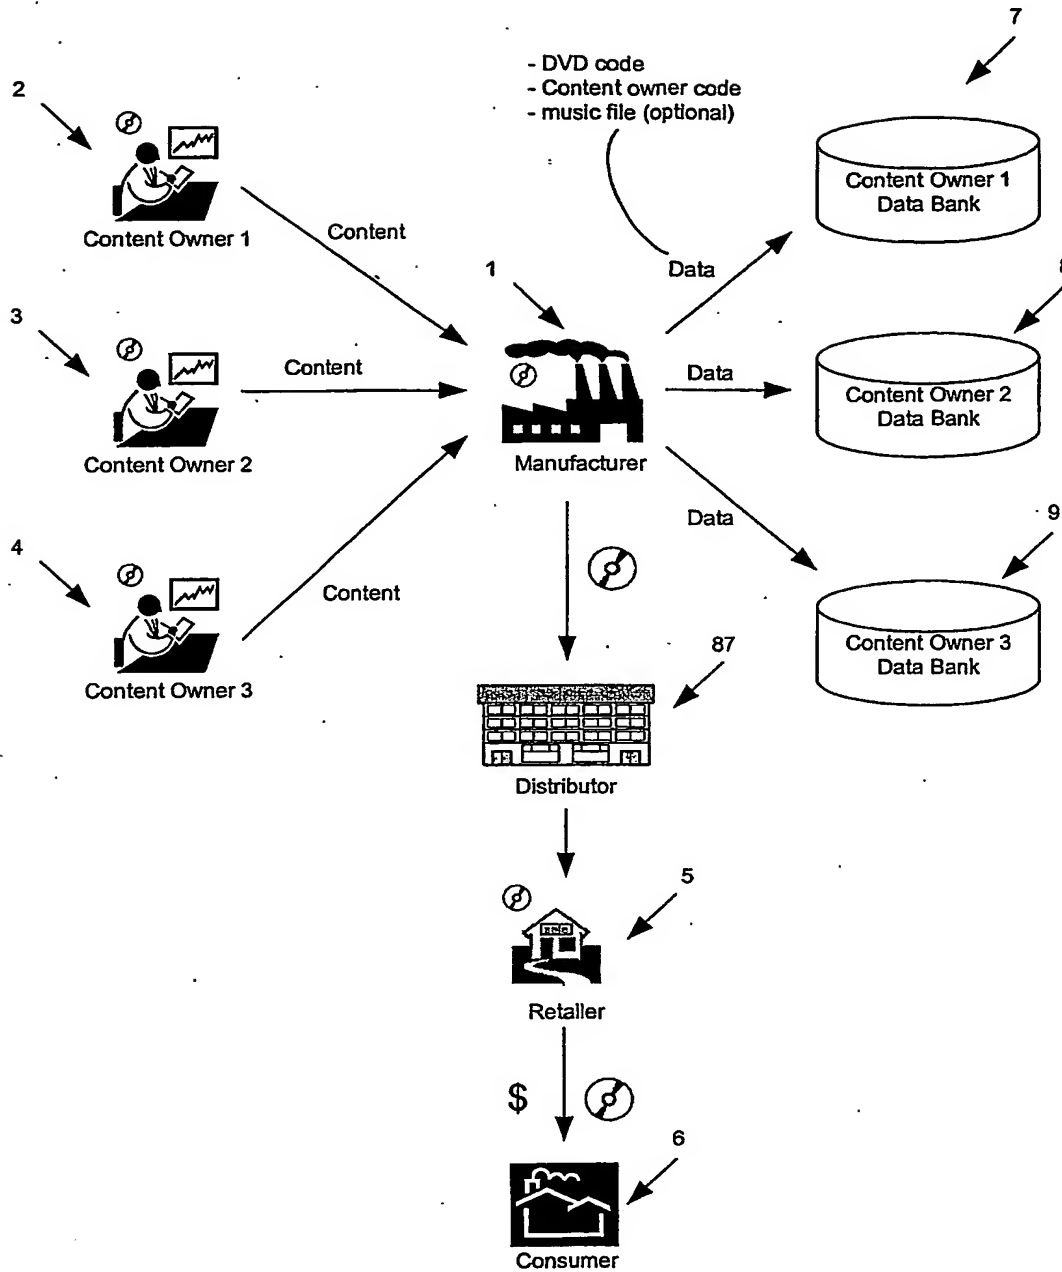 7
- DVD code
- Content owner code
- music file (optional)
2
Content Owner 1
Data Bank
Content Owner 1
Content
Data
1
8
3
Content
Data
Content Owner 2
Data Bank
Content Owner 2
Manufacturer
Data
9
4
Content
Content Owner 3
Data Bank
Content Owner 3
87
Distributor
5
Retailer
$
6
Consumer